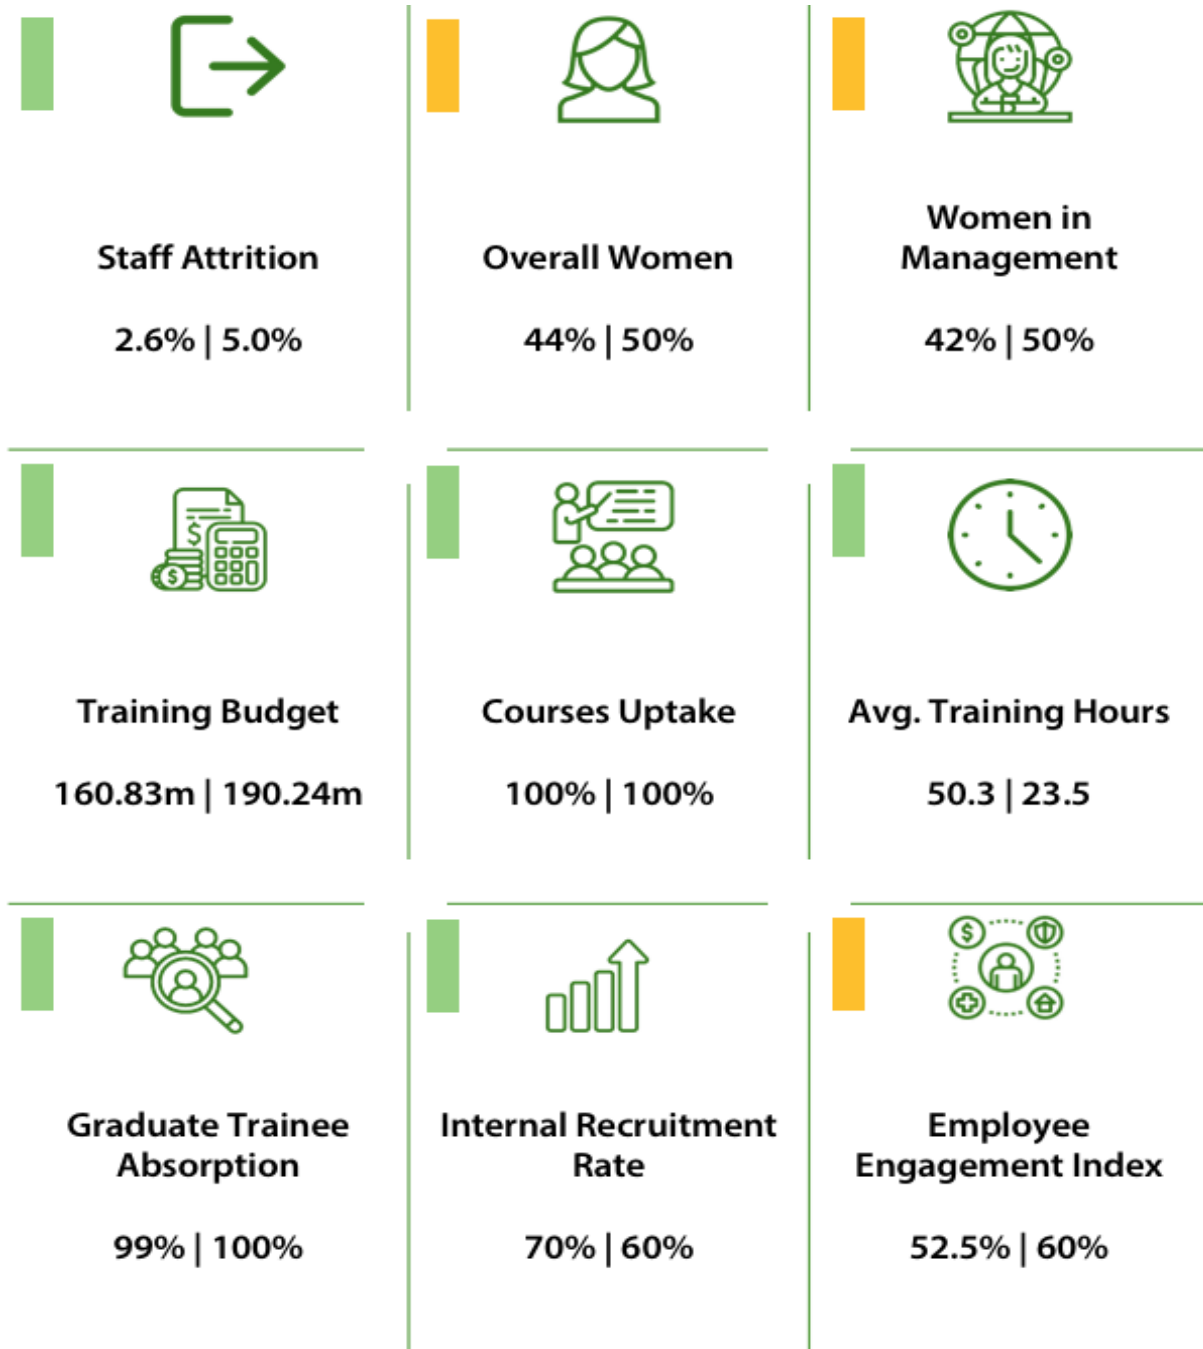 Staff Attrition
2.6% | 5.0%
Overall Women
44% | 50%
Women in
Management
42% | 50%
Training Budget
160.83m | 190.24m
Courses Uptake
100% | 100%
Avg. Training Hours
50.3 | 23.5
Graduate Trainee
Absorption
99% | 100%
Internal Recruitment
Rate
70% | 60%
Employee
Engagement Index
52.5% | 60%